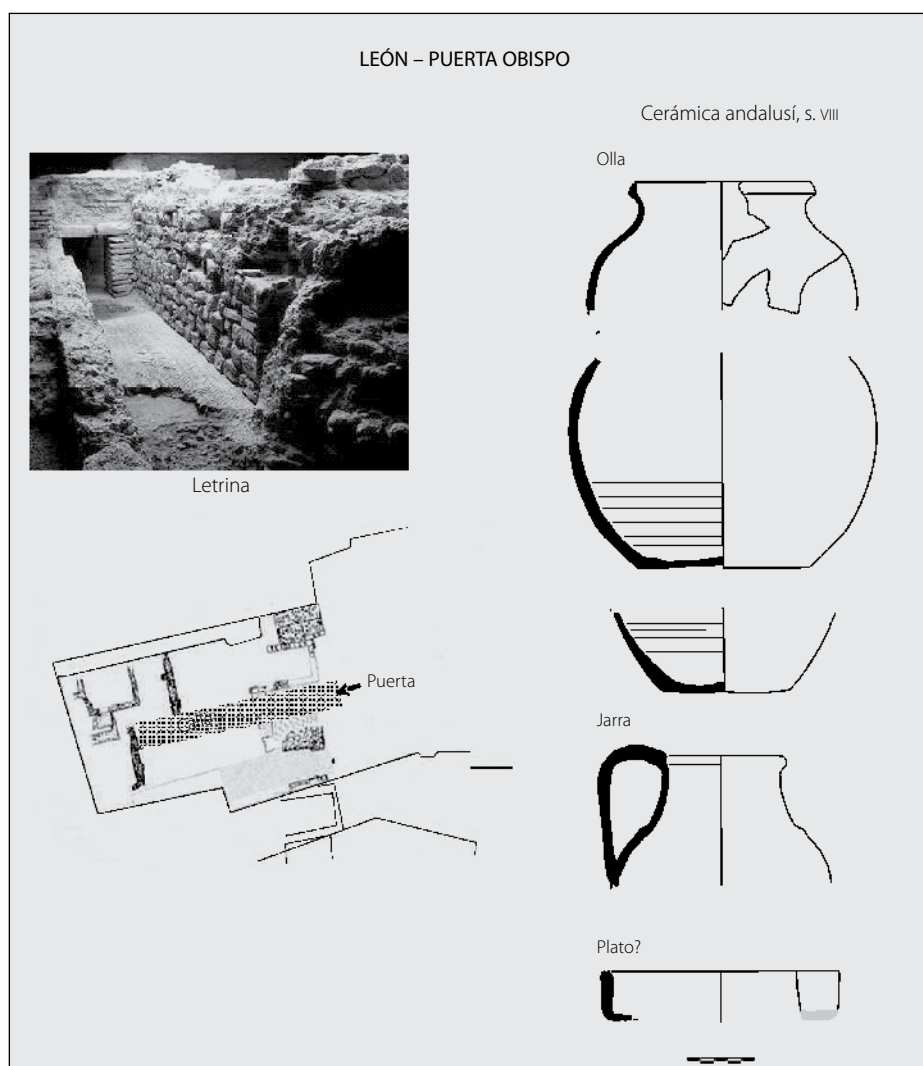 LEÓN – PUERTA OBISPO
Cerámica andalusí, s. VIII
Olla
Letrina
Puerta
Jarra
Plato?